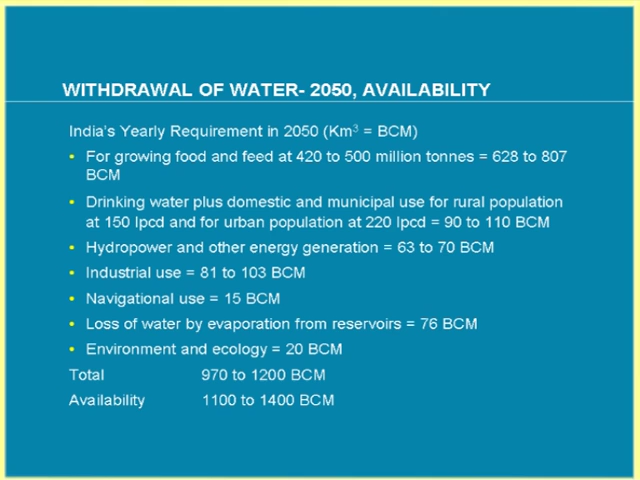 WITHDRAWAL OF WATER- 2050, AVAILABILITY
India's Yearly Requirement in 2050 (Km³ = BCM)
• For growing food and feed at 420 to 500 million tonnes = 628 to 807
BCM
• Drinking water plus domestic and municipal use for rural population
at 150 lpcd and for urban population at 220 lpcd = 90 to 110 BCM
• Hydropower and other energy generation = 63 to 70 BCM
• Industrial use = 81 to 103 BCM
• Navigational use = 15 BCM
• Loss of water by evaporation from reservoirs = 76 BCM
• Environment and ecology = 20 BCM
Total 970 to 1200 BCM
Availability 1100 to 1400 BCM